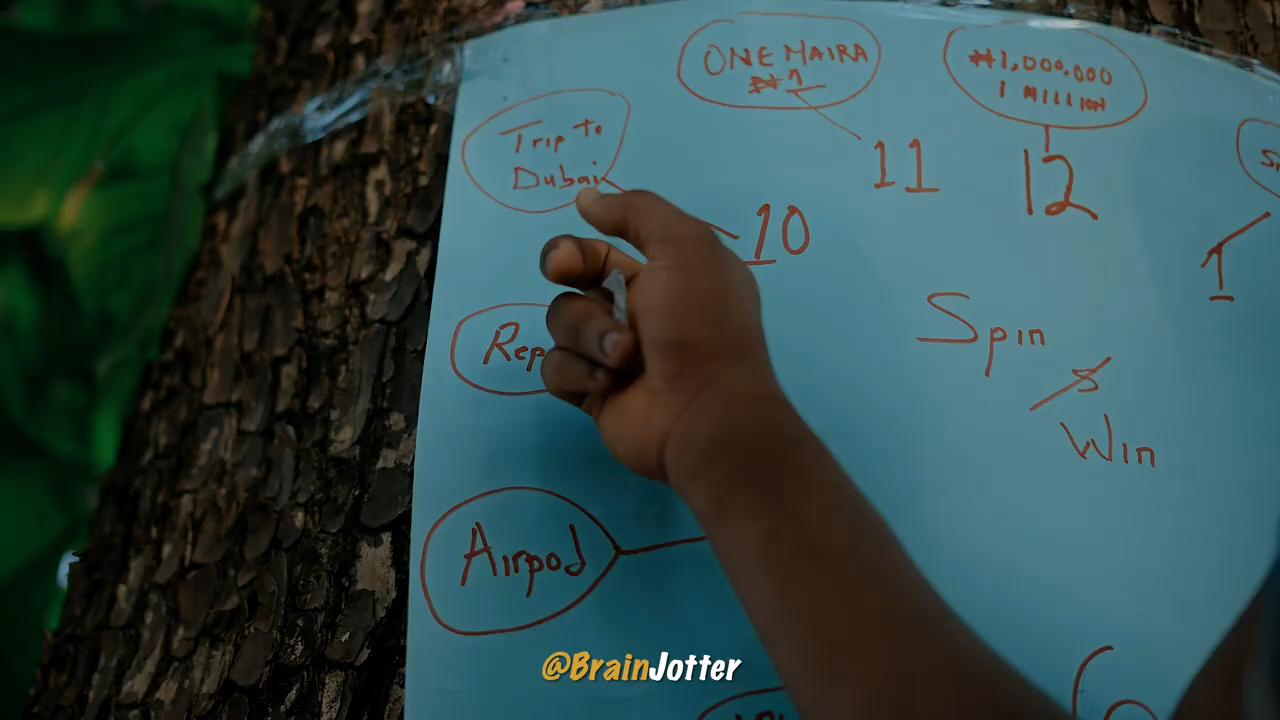 ONE NAIRA
₦ 1
₦1,000,000
1 MILLION
Trip to
Dubai
11
12
10
1
Spin
&
Win
Airpod
@BrainJotter